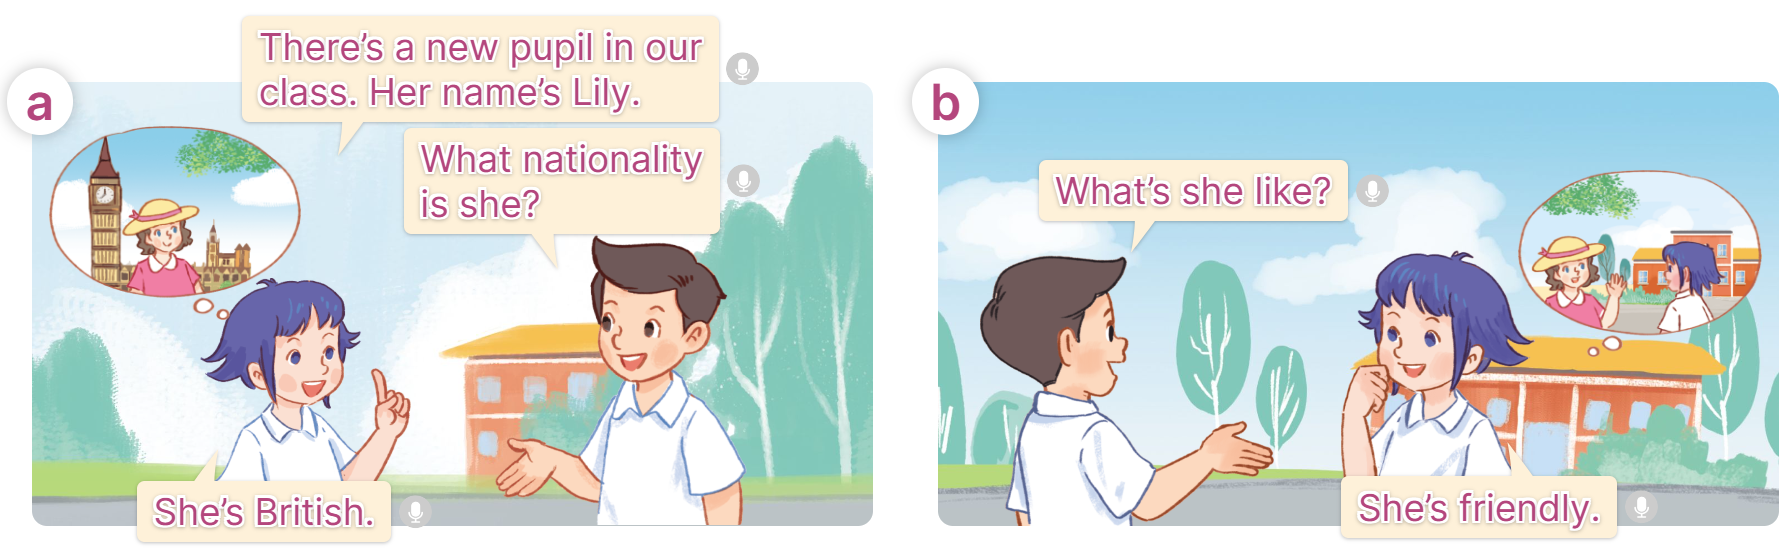 a
There's a new pupil in our
class. Her name's Lily.
What nationality
is she?
She's British.
b
What's she like?
She's friendly.